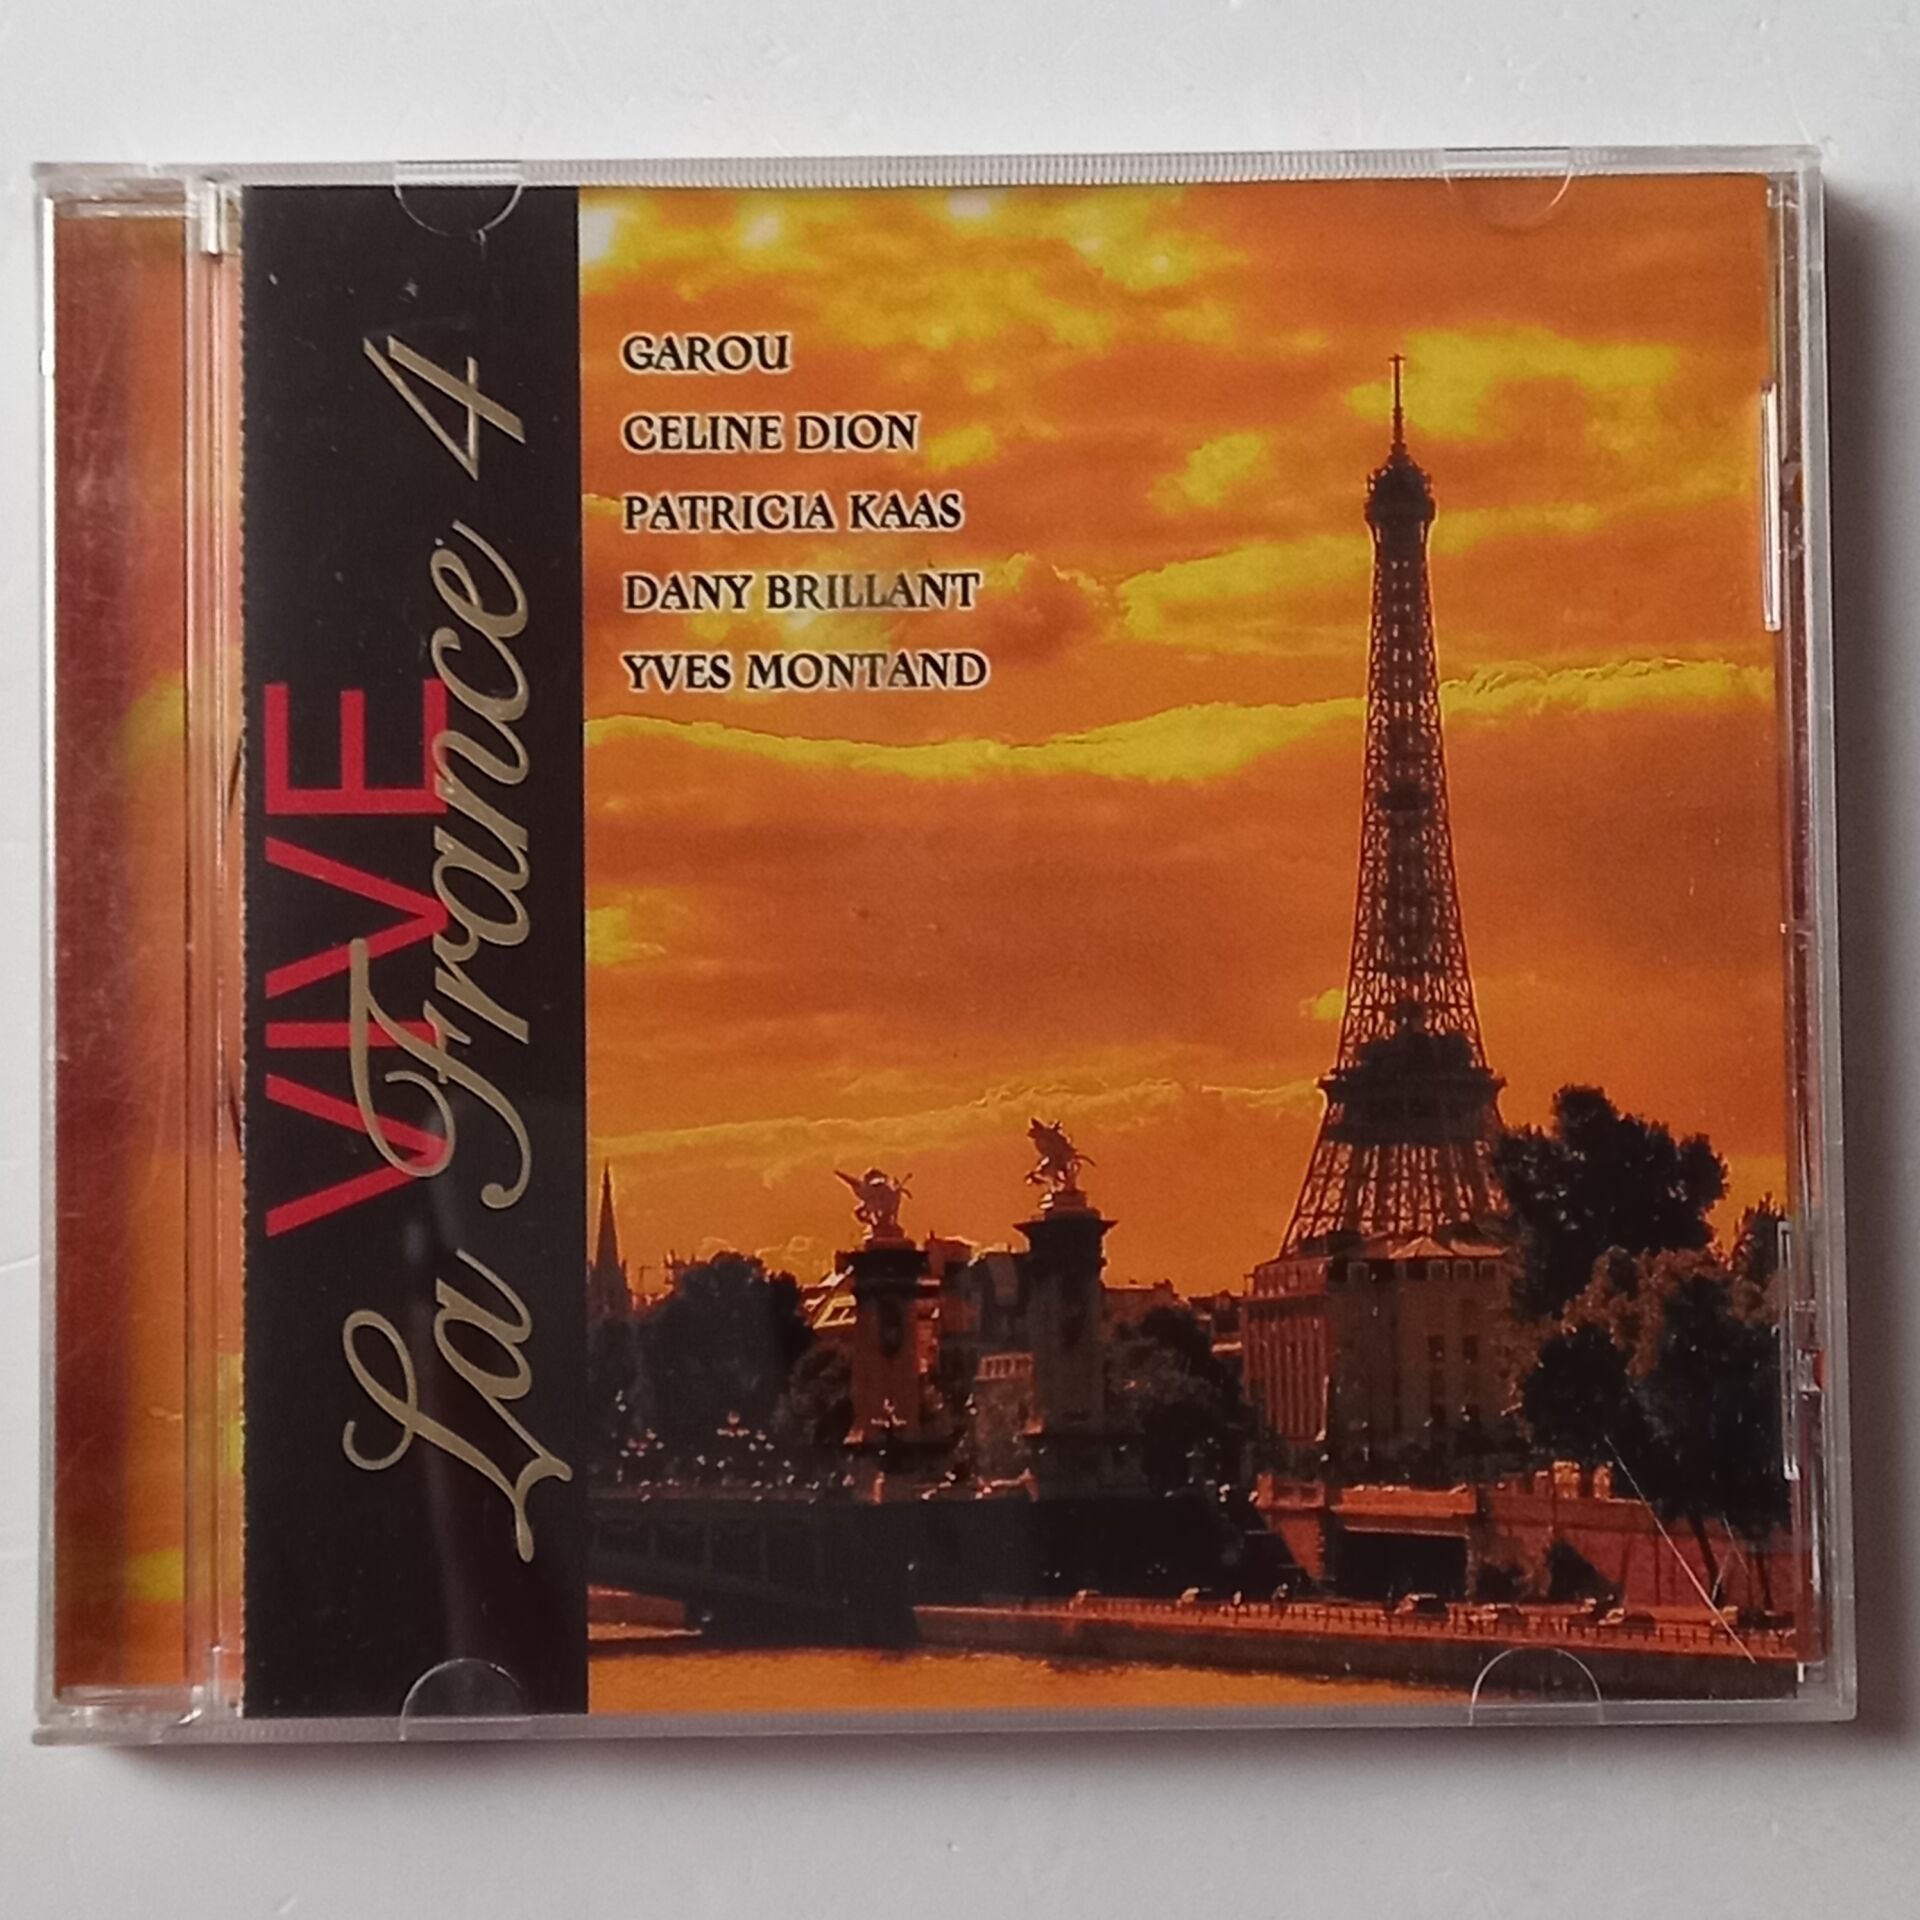 VIVE
La France 4
GAROU
CELINE DION
PATRICIA KAAS
DANY BRILLANT
YVES MONTAND